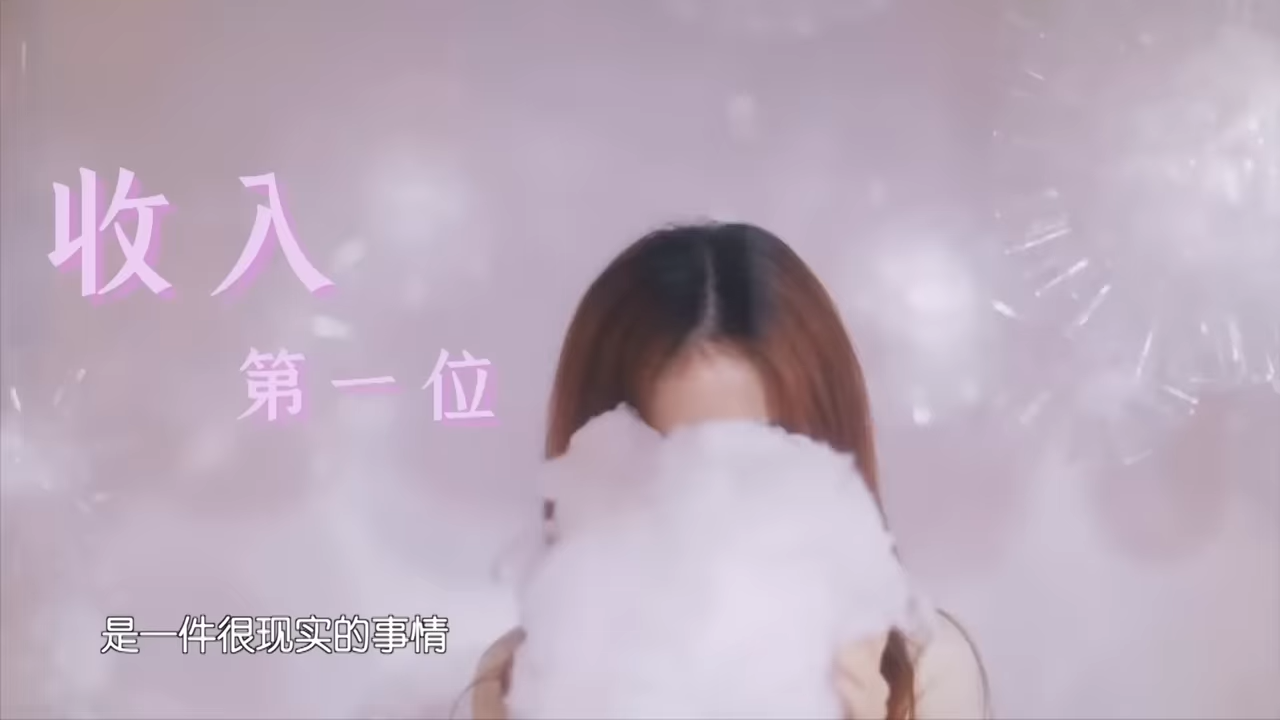 收入
第一位
是一件很现实的事情